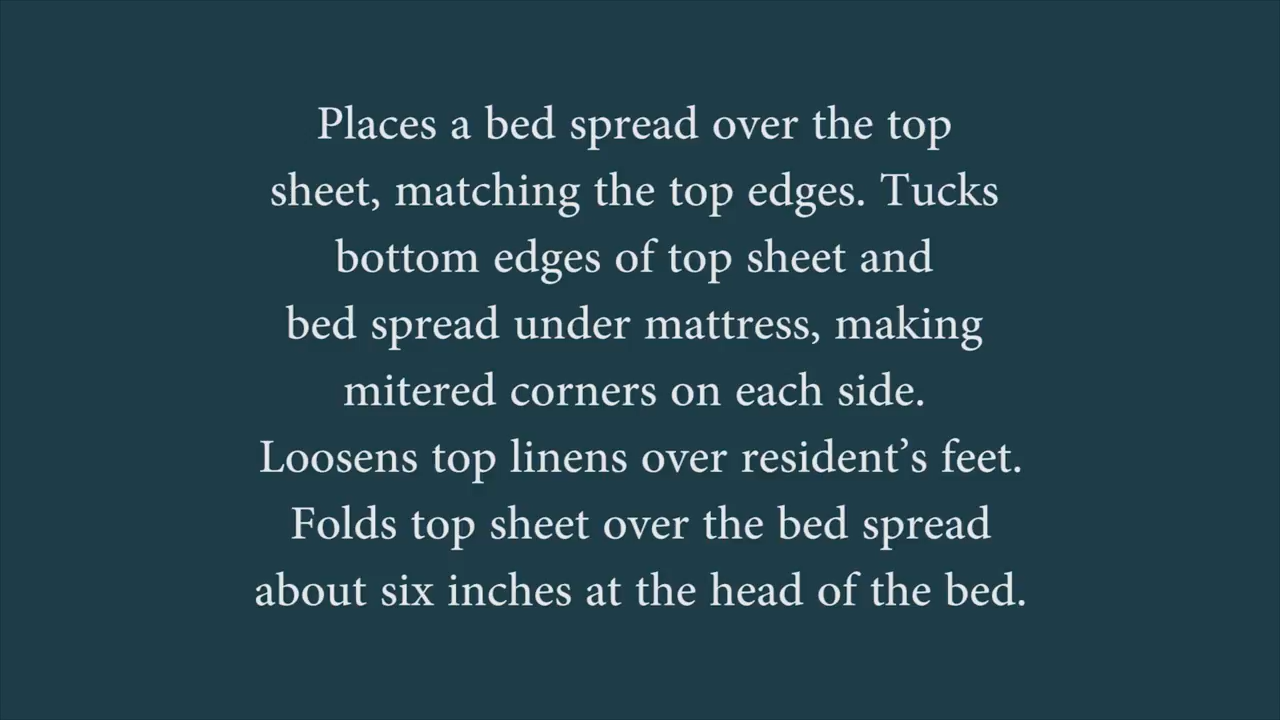 Places a bed spread over the top
sheet, matching the top edges. Tucks
bottom edges of top sheet and
bed spread under mattress, making
mitered corners on each side.
Loosens top linens over resident’s feet.
Folds top sheet over the bed spread
about six inches at the head of the bed.